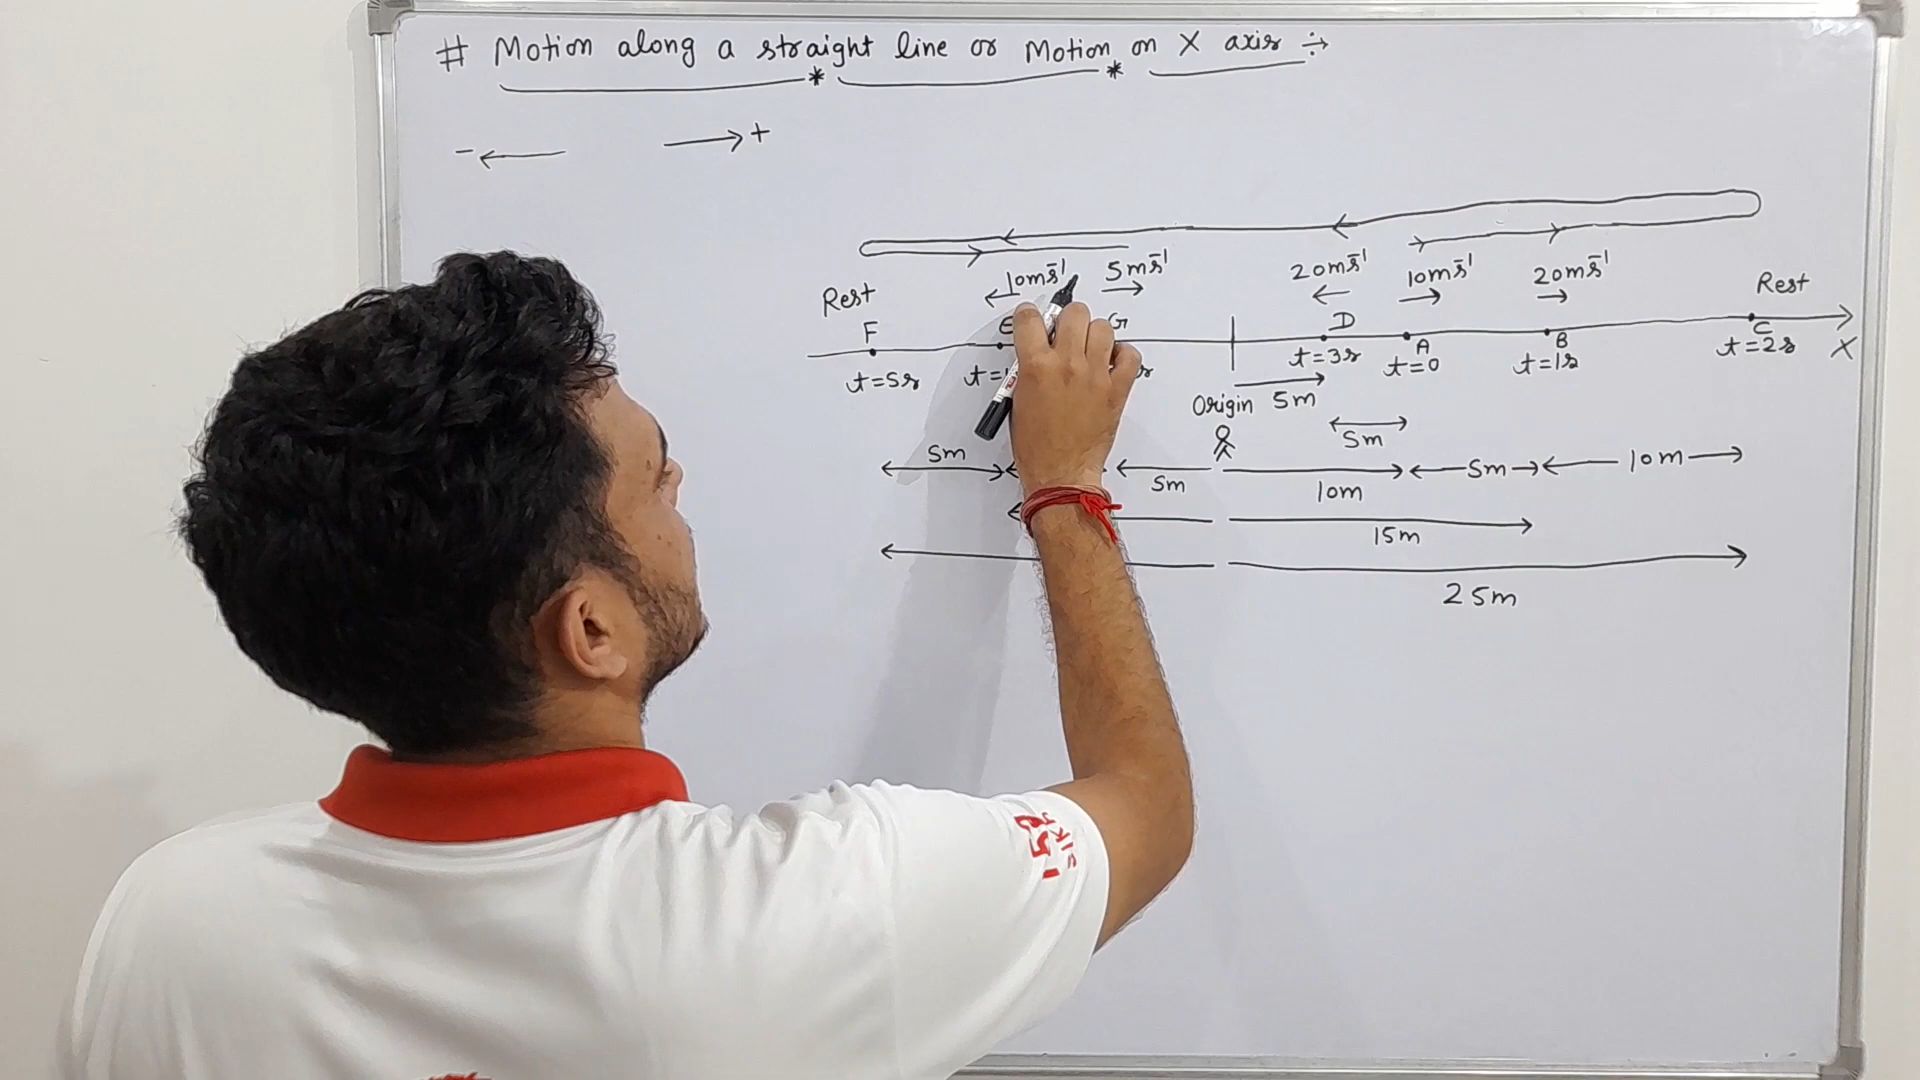 # Motion along a straight line or Motion on X axis ÷
* *
- ← → +
10ms̄¹ 5ms̄¹ 20ms̄¹ 10ms̄¹ 20ms̄¹
Rest Rest
F E G D A B C
t=5s t= t=3s t=0 t=1s t=2s X
Origin 5m
5m
5m 5m 10m 5m 10m
15m
25m